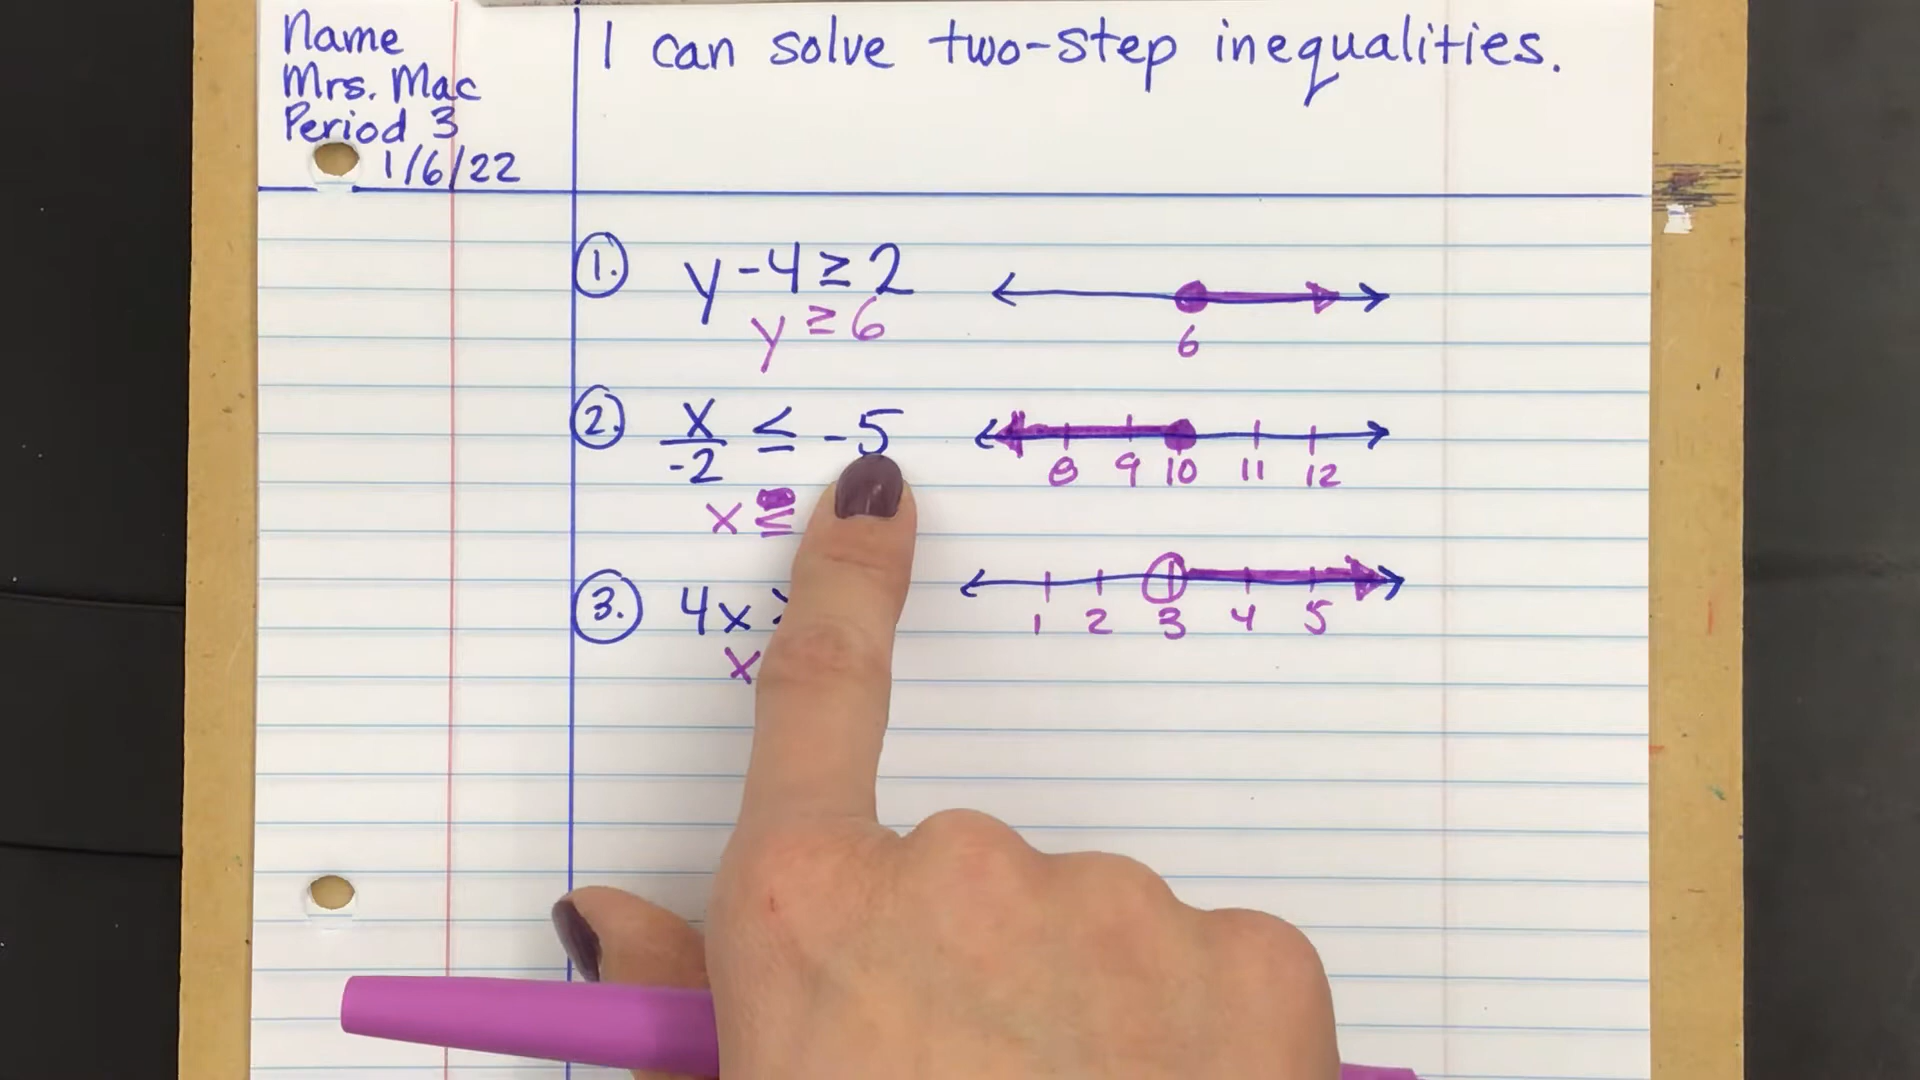 Name
Mrs. Mac
Period 3
1/6/22
I can solve two-step inequalities.
1. y - 4 ≥ 2
y ≥ 6
6
2. x/-2 ≤ -5
x ≤
8 9 10 11 12
3. 4x >
x
1 2 3 4 5